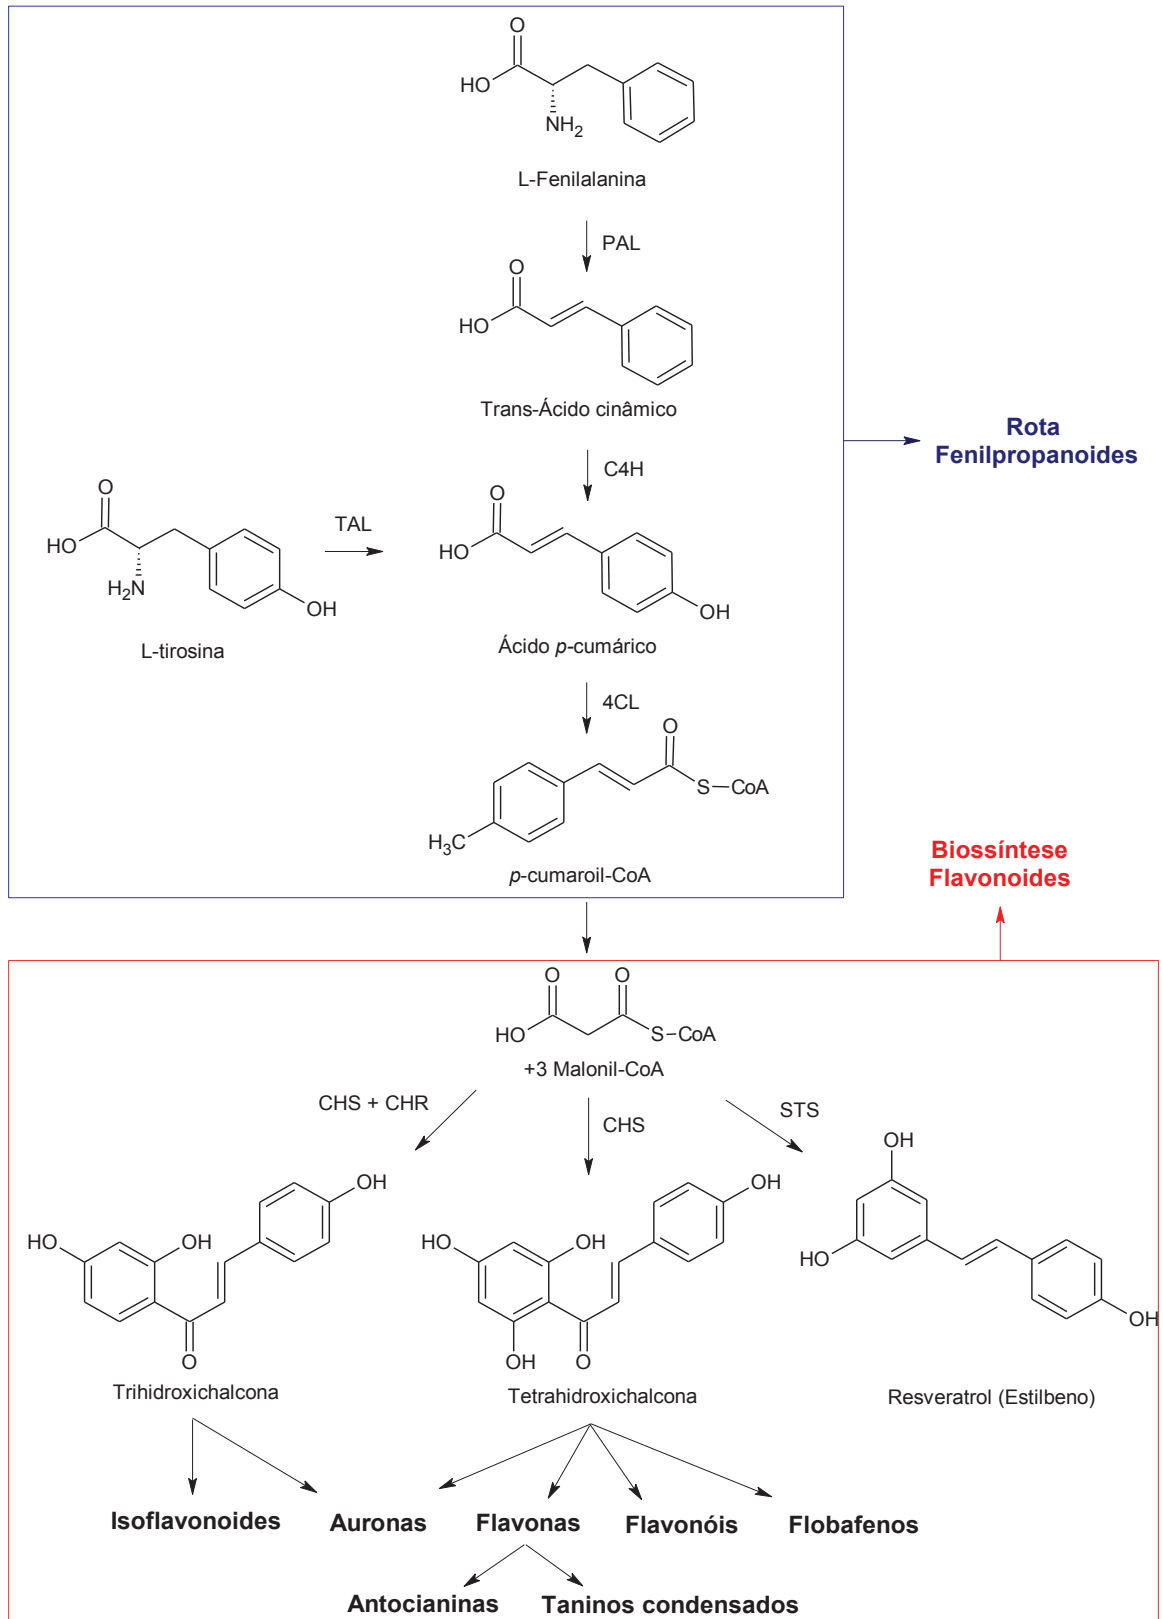 O
HO
NH2
L-Fenilalanina
PAL
O
HO
Trans-Ácido cinâmico
Rota
Fenilpropanoides
C4H
O
HO
H2N
OH
L-tirosina
TAL
O
HO
OH
Ácido p-cumárico
4CL
O
S
CoA
H3C
p-cumaroil-CoA
Biossíntese
Flavonoides
O
O
HO
S
CoA
+3 Malonil-CoA
CHS + CHR
CHS
STS
OH
HO
OH
O
Trihidroxichalcona
OH
HO
OH
OH
O
Tetrahidroxichalcona
OH
HO
OH
Resveratrol (Estilbeno)
Isoflavonoides
Auronas
Flavonas
Flavonóis
Flobafenos
Antocianinas
Taninos condensados